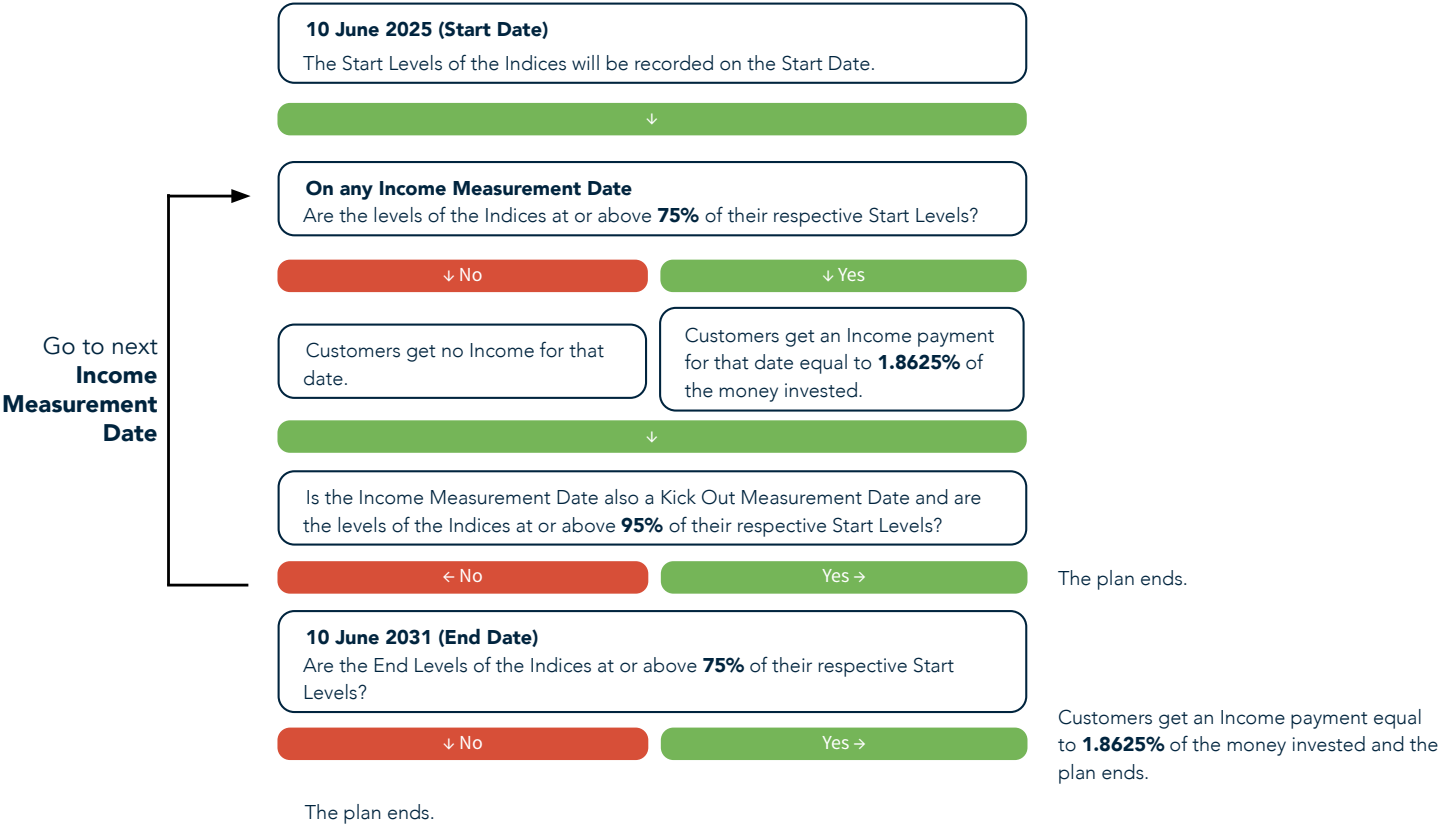 10 June 2025 (Start Date)
The Start Levels of the Indices will be recorded on the Start Date.
↓
On any Income Measurement Date
Are the levels of the Indices at or above 75% of their respective Start Levels?
↓ No
↓ Yes
Customers get no Income for that
date.
Customers get an Income payment
for that date equal to 1.8625% of
the money invested.
Go to next
Income
Measurement
Date
↓
Is the Income Measurement Date also a Kick Out Measurement Date and are
the levels of the Indices at or above 95% of their respective Start Levels?
← No
Yes →
The plan ends.
10 June 2031 (End Date)
Are the End Levels of the Indices at or above 75% of their respective Start
Levels?
↓ No
Yes →
Customers get an Income payment equal
to 1.8625% of the money invested and the
plan ends.
The plan ends.